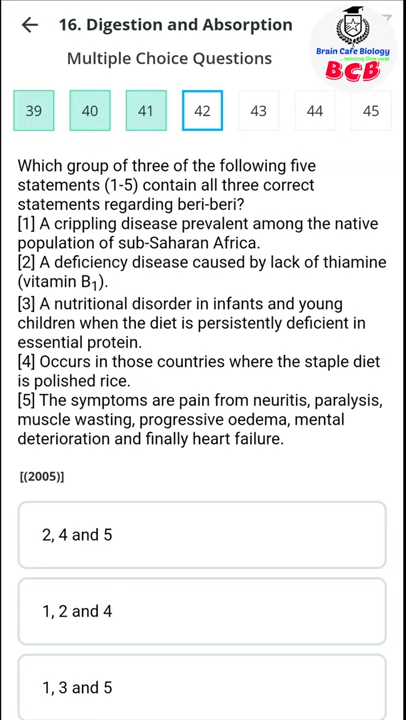 16. Digestion and Absorption
Multiple Choice Questions
Brain Cafe Biology
BCB
39 40 41 42 43 44 45
Which group of three of the following five
statements (1-5) contain all three correct
statements regarding beri-beri?
[1] A crippling disease prevalent among the native
population of sub-Saharan Africa.
[2] A deficiency disease caused by lack of thiamine
(vitamin B₁).
[3] A nutritional disorder in infants and young
children when the diet is persistently deficient in
essential protein.
[4] Occurs in those countries where the staple diet
is polished rice.
[5] The symptoms are pain from neuritis, paralysis,
muscle wasting, progressive oedema, mental
deterioration and finally heart failure.
[(2005)]
2, 4 and 5
1, 2 and 4
1, 3 and 5